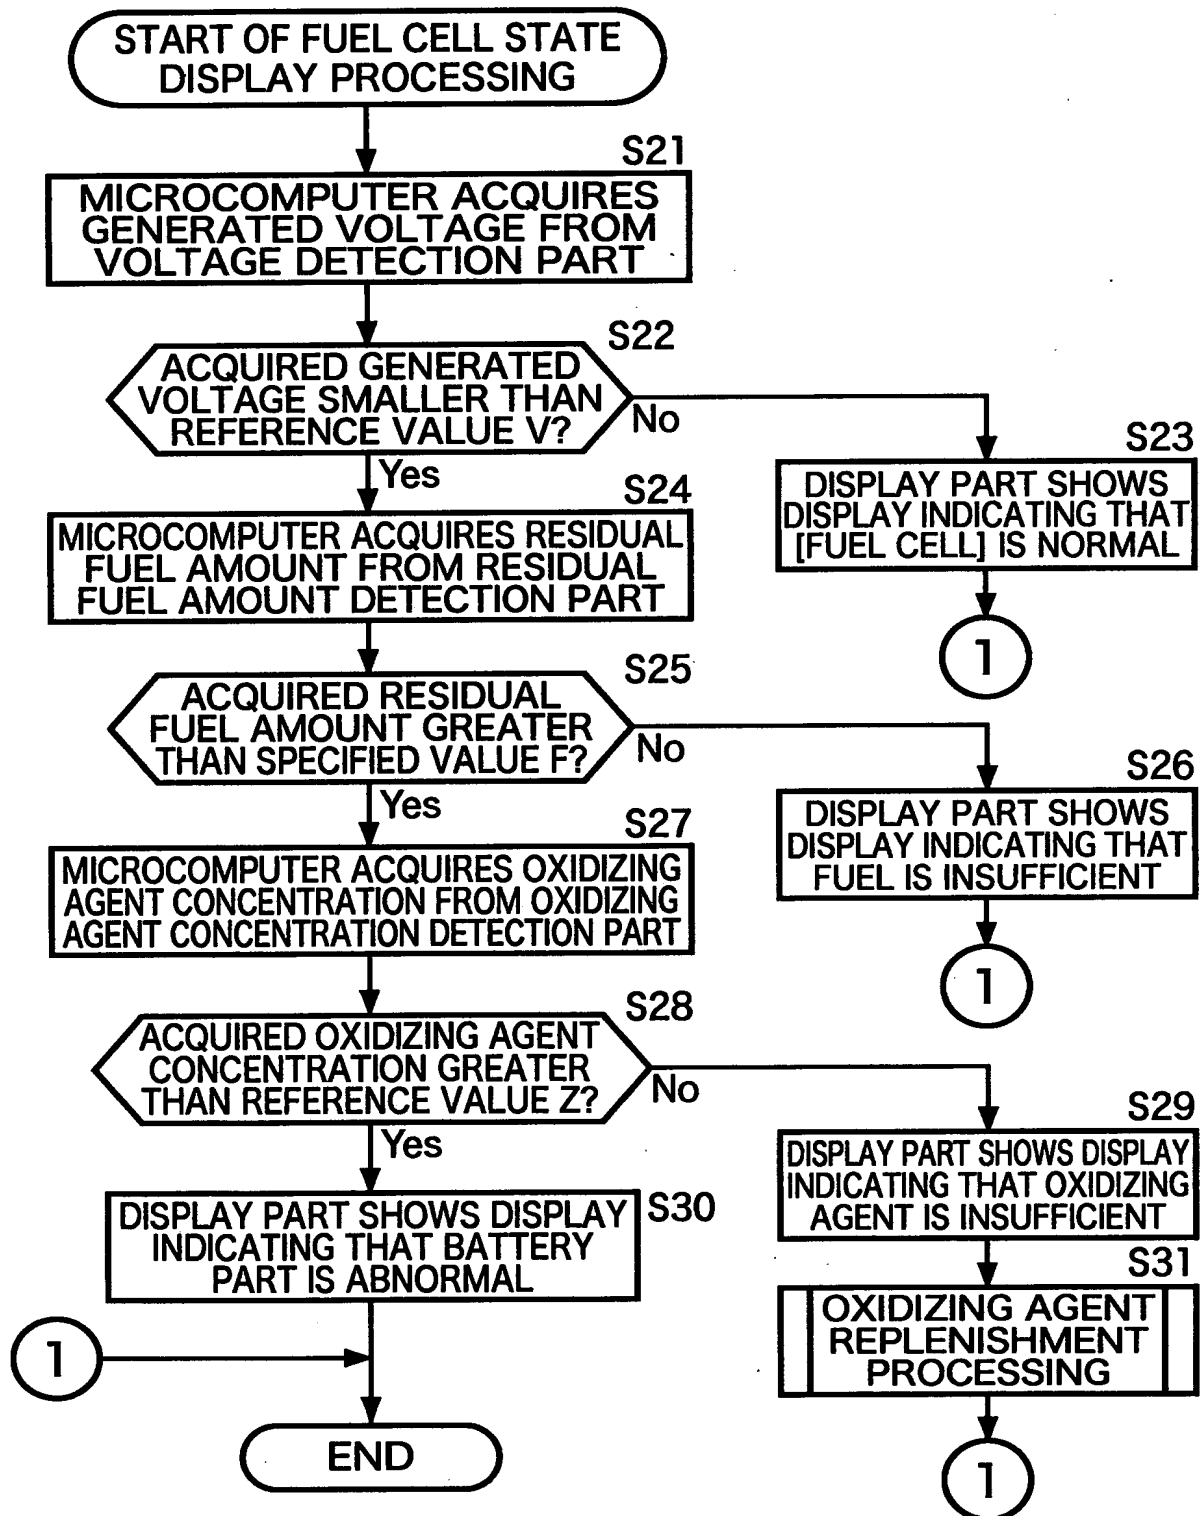 START OF FUEL CELL STATE
DISPLAY PROCESSING
S21
MICROCOMPUTER ACQUIRES
GENERATED VOLTAGE FROM
VOLTAGE DETECTION PART
S22
ACQUIRED GENERATED
VOLTAGE SMALLER THAN
REFERENCE VALUE V?
No
Yes
S23
DISPLAY PART SHOWS
DISPLAY INDICATING THAT
[FUEL CELL] IS NORMAL
1
S24
MICROCOMPUTER ACQUIRES RESIDUAL
FUEL AMOUNT FROM RESIDUAL
FUEL AMOUNT DETECTION PART
S25
ACQUIRED RESIDUAL
FUEL AMOUNT GREATER
THAN SPECIFIED VALUE F?
No
Yes
S26
DISPLAY PART SHOWS
DISPLAY INDICATING THAT
FUEL IS INSUFFICIENT
1
S27
MICROCOMPUTER ACQUIRES OXIDIZING
AGENT CONCENTRATION FROM OXIDIZING
AGENT CONCENTRATION DETECTION PART
S28
ACQUIRED OXIDIZING AGENT
CONCENTRATION GREATER
THAN REFERENCE VALUE Z?
No
Yes
S29
DISPLAY PART SHOWS DISPLAY
INDICATING THAT OXIDIZING
AGENT IS INSUFFICIENT
S30
DISPLAY PART SHOWS DISPLAY
INDICATING THAT BATTERY
PART IS ABNORMAL
S31
OXIDIZING AGENT
REPLENISHMENT
PROCESSING
1
1
END